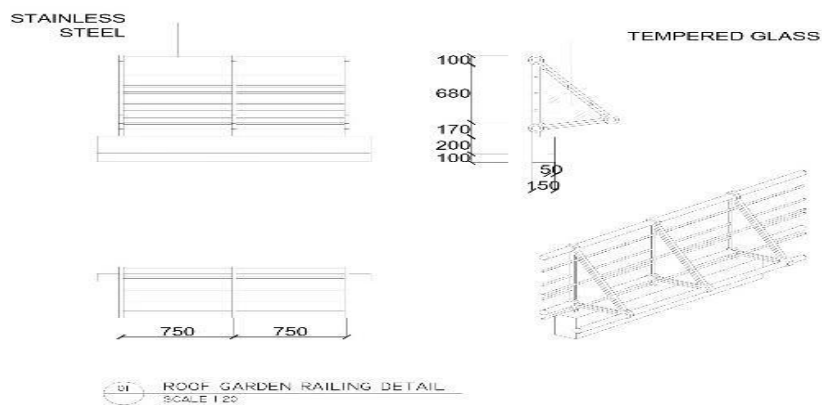 STAINLESS
STEEL
TEMPERED GLASS
100
680
170
200
100
50
150
750 750
01 ROOF GARDEN RAILING DETAIL
SCALE 1:20